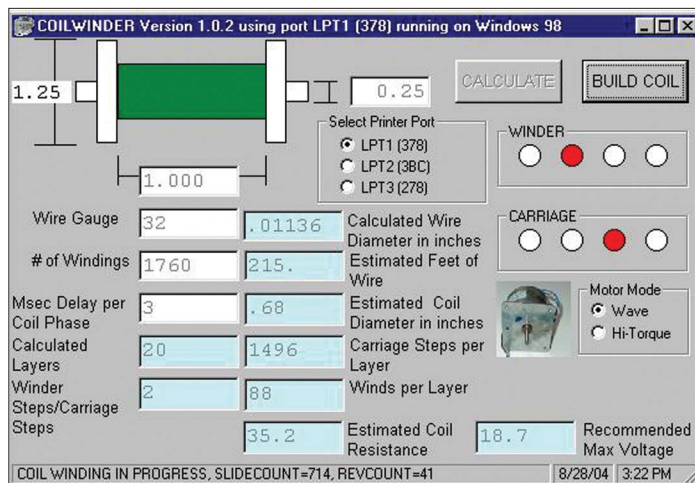 COILWINDER Version 1.0.2 using port LPT1 (378) running on Windows 98
1.25
0.25
CALCULATE
BUILD COIL
Select Printer Port
LPT1 (378)
LPT2 (3BC)
LPT3 (278)
WINDER
1.000
Wire Gauge
32
.01136
Calculated Wire
Diameter in inches
CARRIAGE
# of Windings
1760
215.
Estimated Feet of
Wire
Msec Delay per
Coil Phase
3
.68
Estimated Coil
Diameter in inches
Motor Mode
Wave
Hi-Torque
Calculated
Layers
20
1496
Carriage Steps per
Layer
Winder
Steps/Carriage
Steps
2
88
Winds per Layer
35.2
Estimated Coil
Resistance
18.7
Recommended
Max Voltage
COIL WINDING IN PROGRESS, SLIDECOUNT=714, REVCOUNT=41
8/28/04
3:22 PM